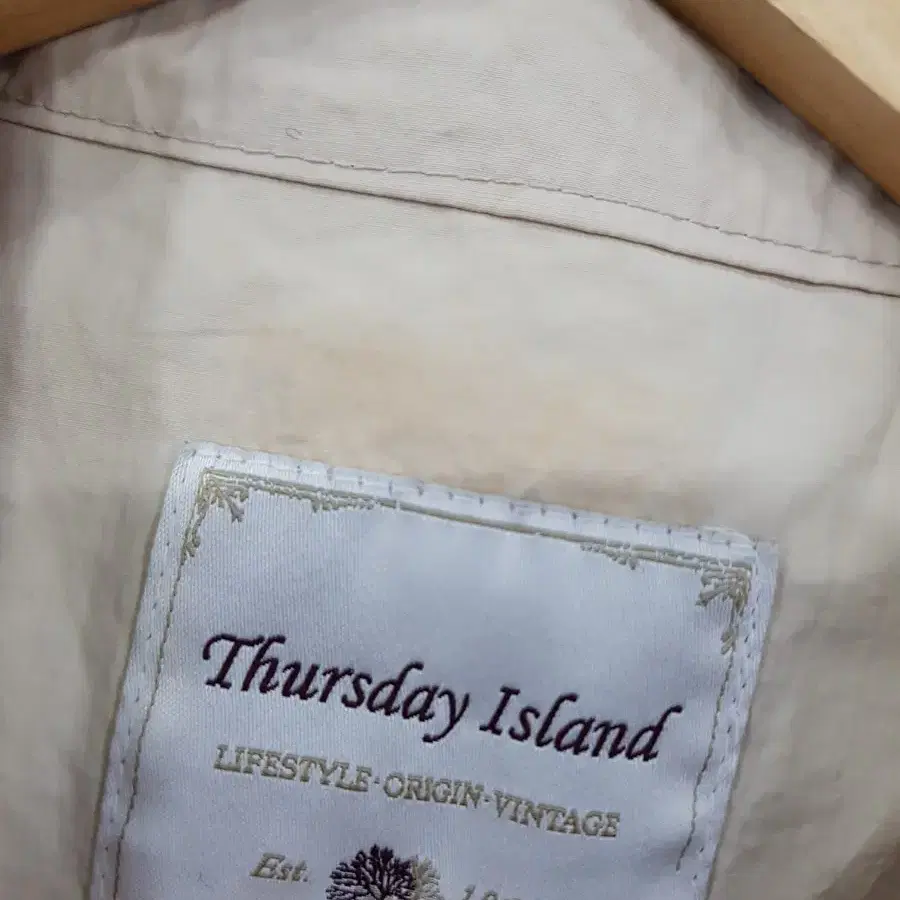 Thursday Island
LIFESTYLE·ORIGIN·VINTAGE
Est.